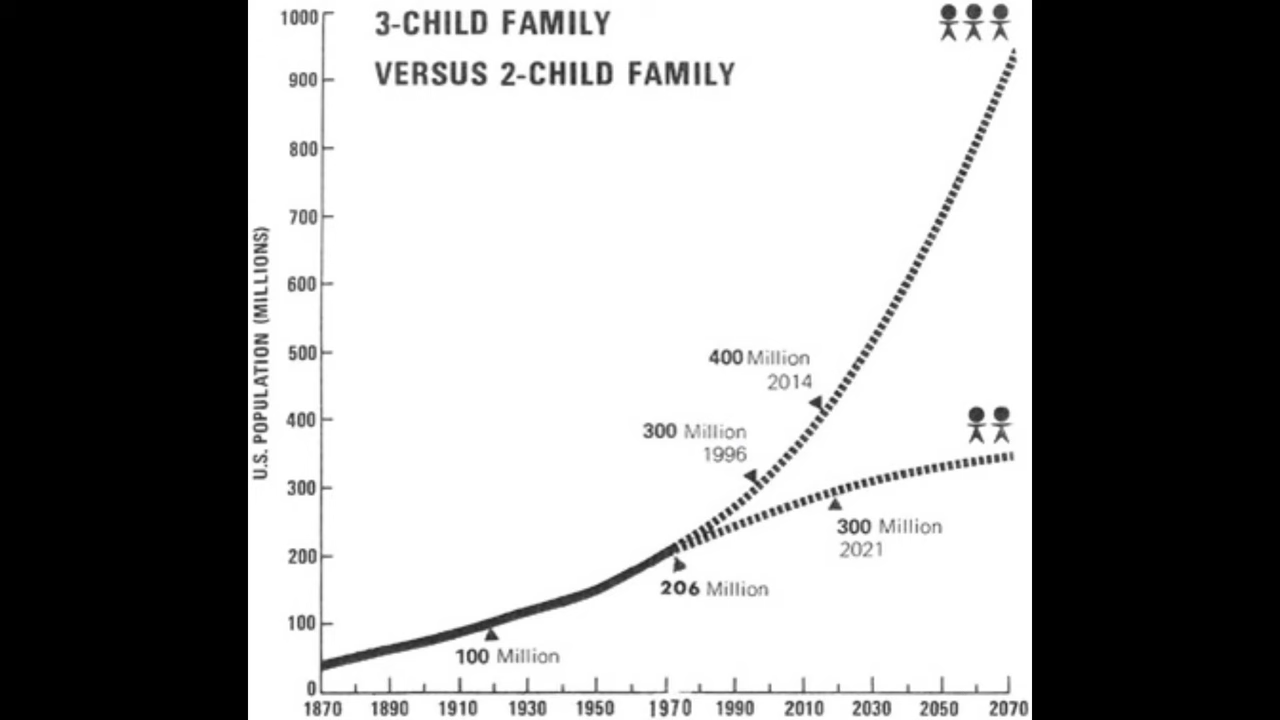 3-CHILD FAMILY
VERSUS 2-CHILD FAMILY
U.S. POPULATION (MILLIONS)
1000
900
800
700
600
500
400
300
200
100
0
400 Million
2014
300 Million
1996
300 Million
2021
206 Million
100 Million
1870 1890 1910 1930 1950 1970 1990 2010 2030 2050 2070